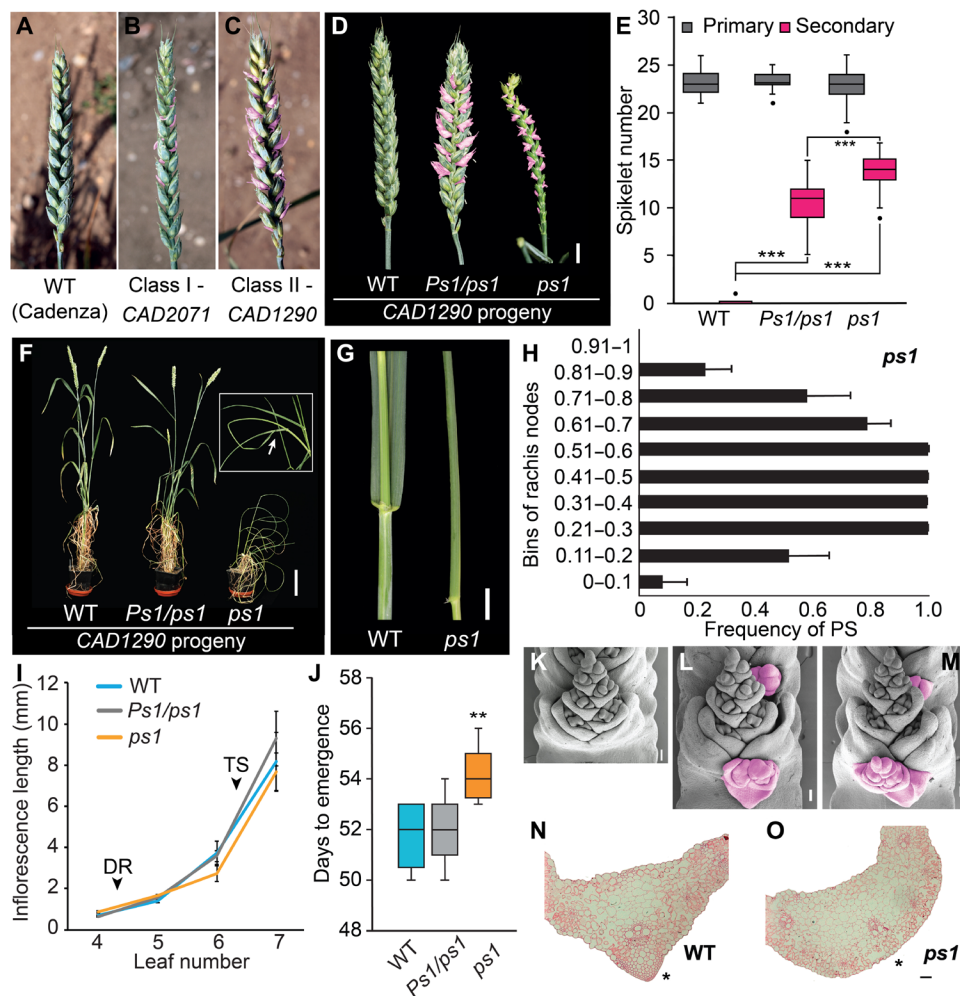 A
B
C
D
WT
(Cadenza)
Class I -
CAD2071
Class II -
CAD1290
WT
Ps1/ps1
ps1
CAD1290 progeny
E
Primary
Secondary
Spikelet number
30
25
20
15
10
5
0
***
***
***
WT
Ps1/ps1
ps1
F
WT
Ps1/ps1
ps1
CAD1290 progeny
G
WT
ps1
H
ps1
Bins of rachis nodes
0.91–1
0.81–0.9
0.71–0.8
0.61–0.7
0.51–0.6
0.41–0.5
0.31–0.4
0.21–0.3
0.11–0.2
0–0.1
0
0.2
0.4
0.6
0.8
1.0
Frequency of PS
I
Inflorescence length (mm)
WT
Ps1/ps1
ps1
10
8
6
4
2
0
DR
TS
4
5
6
7
Leaf number
J
Days to emergence
58
56
54
52
50
48
**
WT
Ps1/ps1
ps1
K
L
M
N
WT
*
O
ps1
*